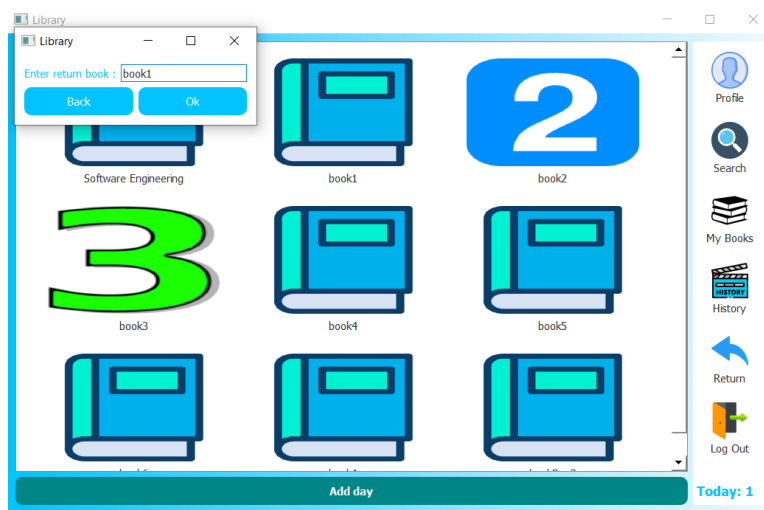 Library
Library
Enter return book : book1
Back Ok
Software Engineering book1 book2
book3 book4 book5
2
3
Profile
Search
My Books
HISTORY
History
Return
Log Out
Add day
Today: 1